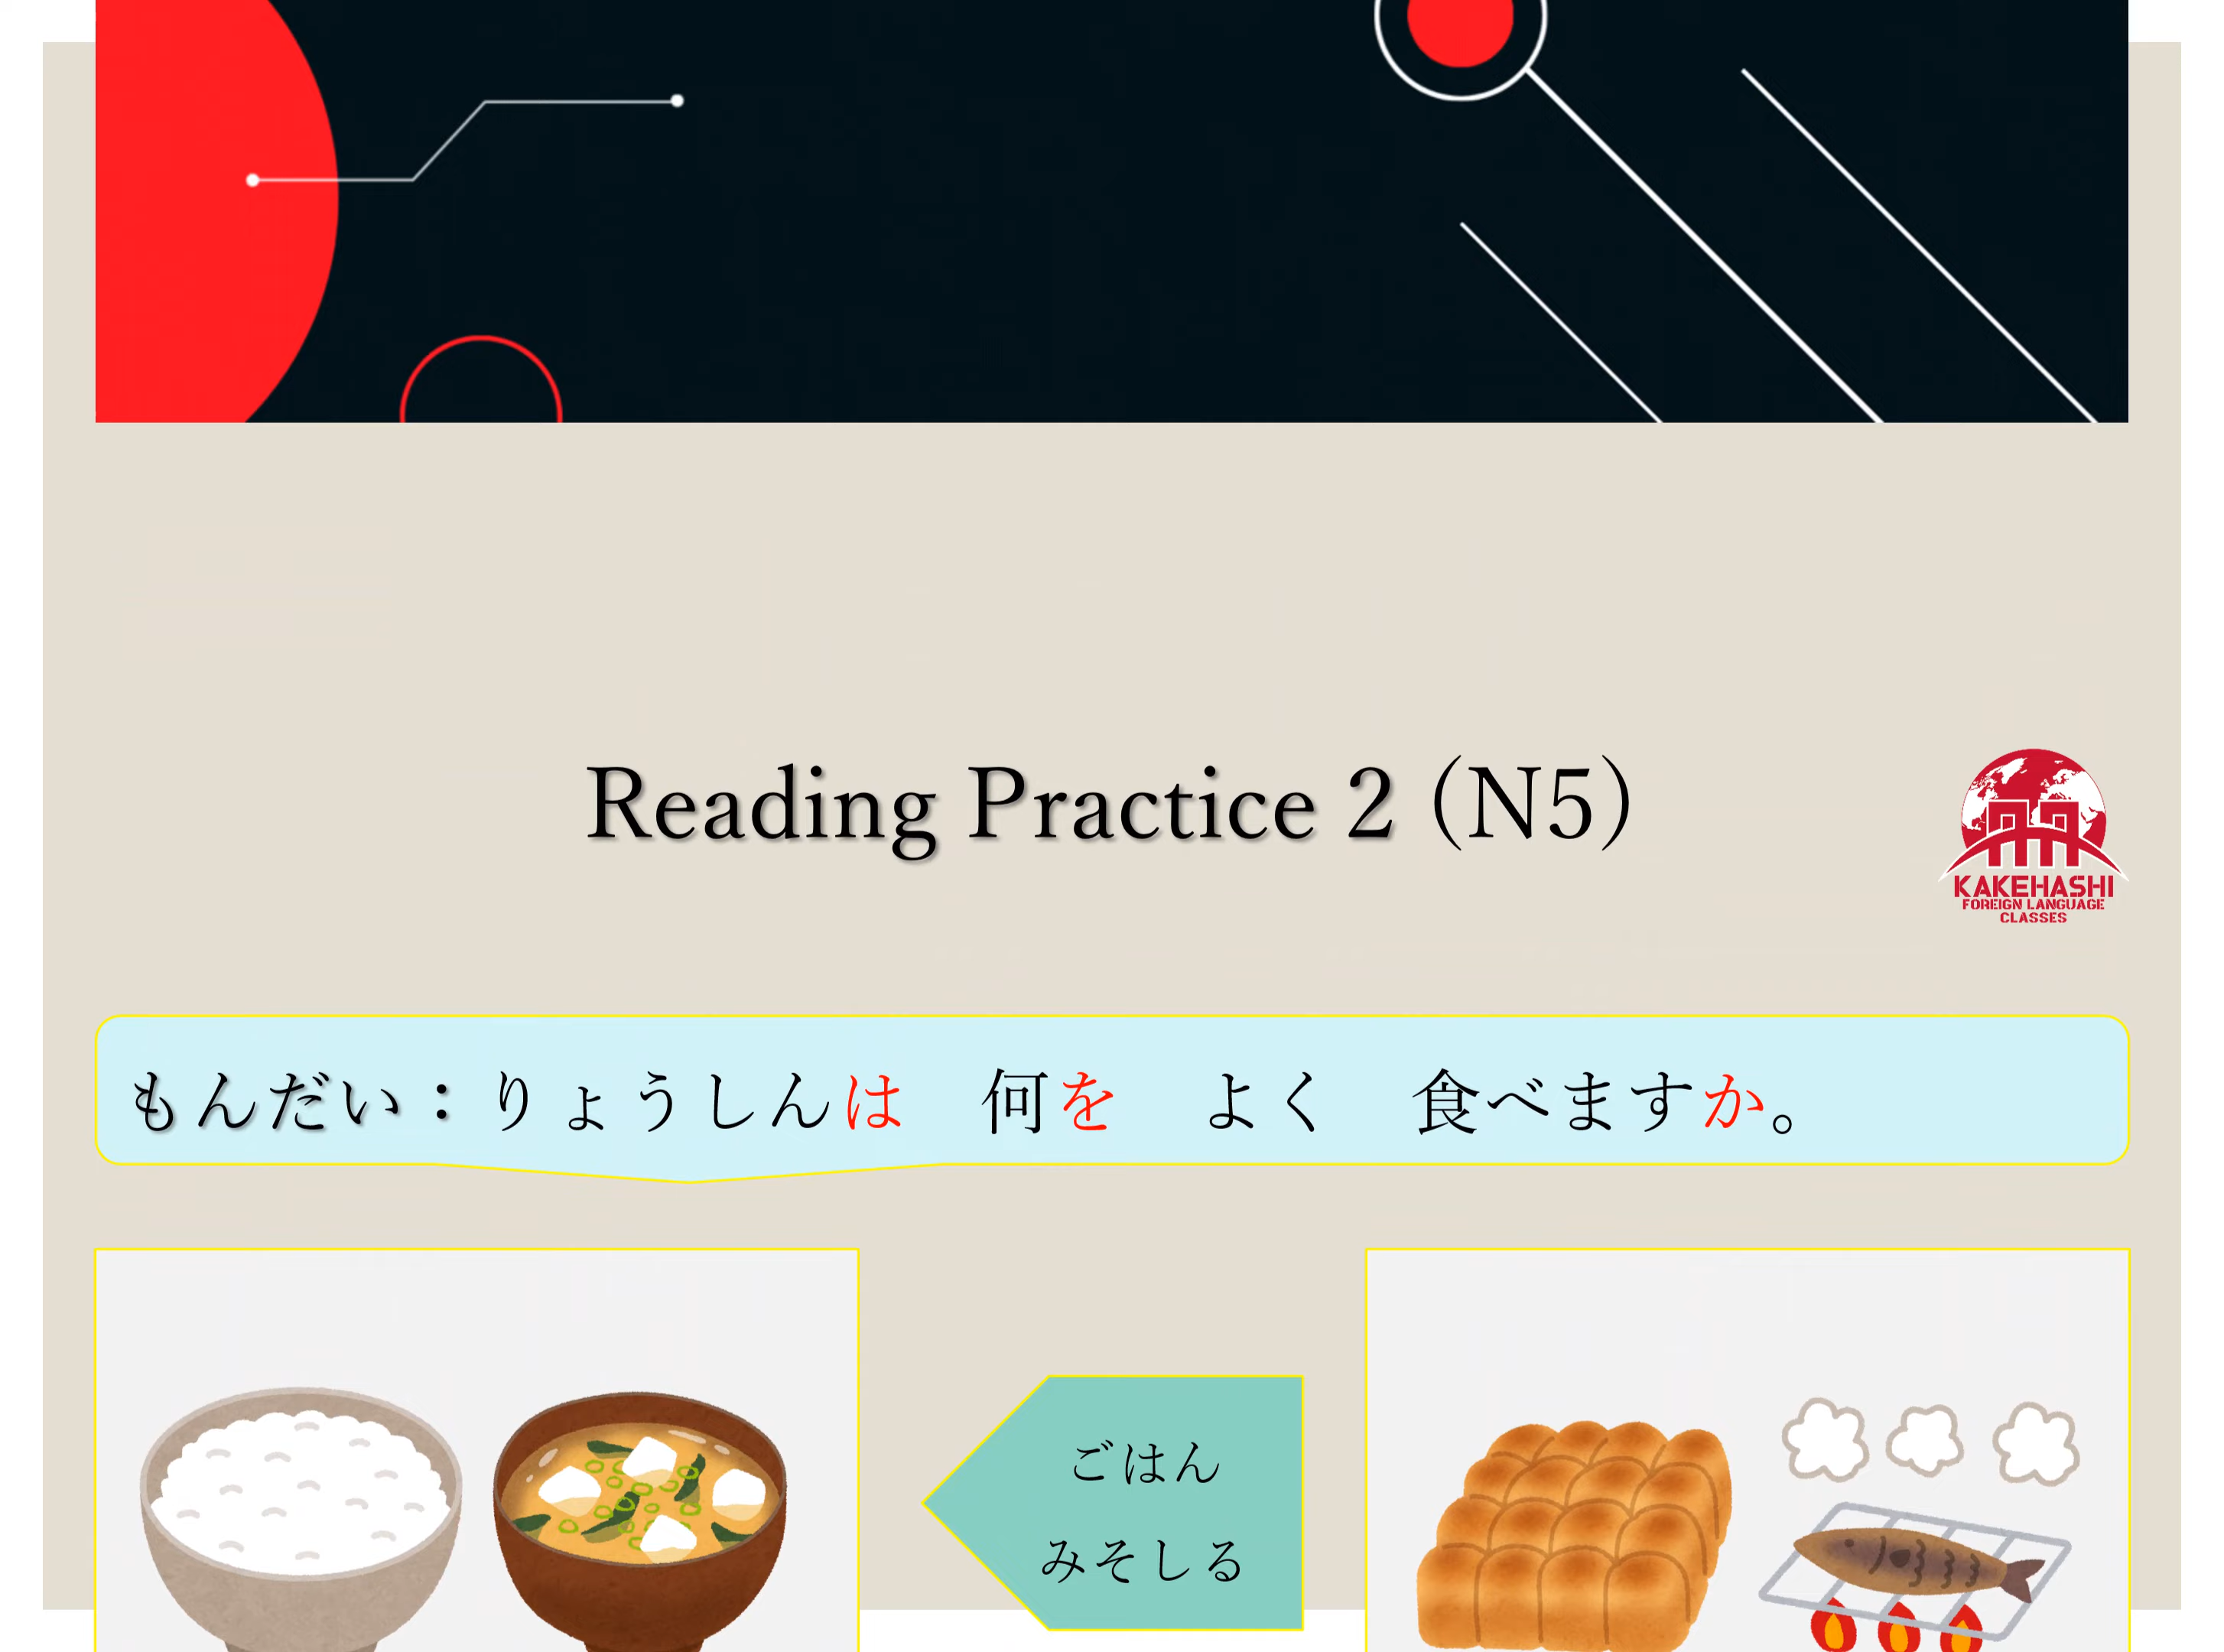 Reading Practice 2 (N5)
KAKEHASHI
FOREIGN LANGUAGE
CLASSES
もんだい：りょうしんは　何を　よく　食べますか。
ごはん
みそしる